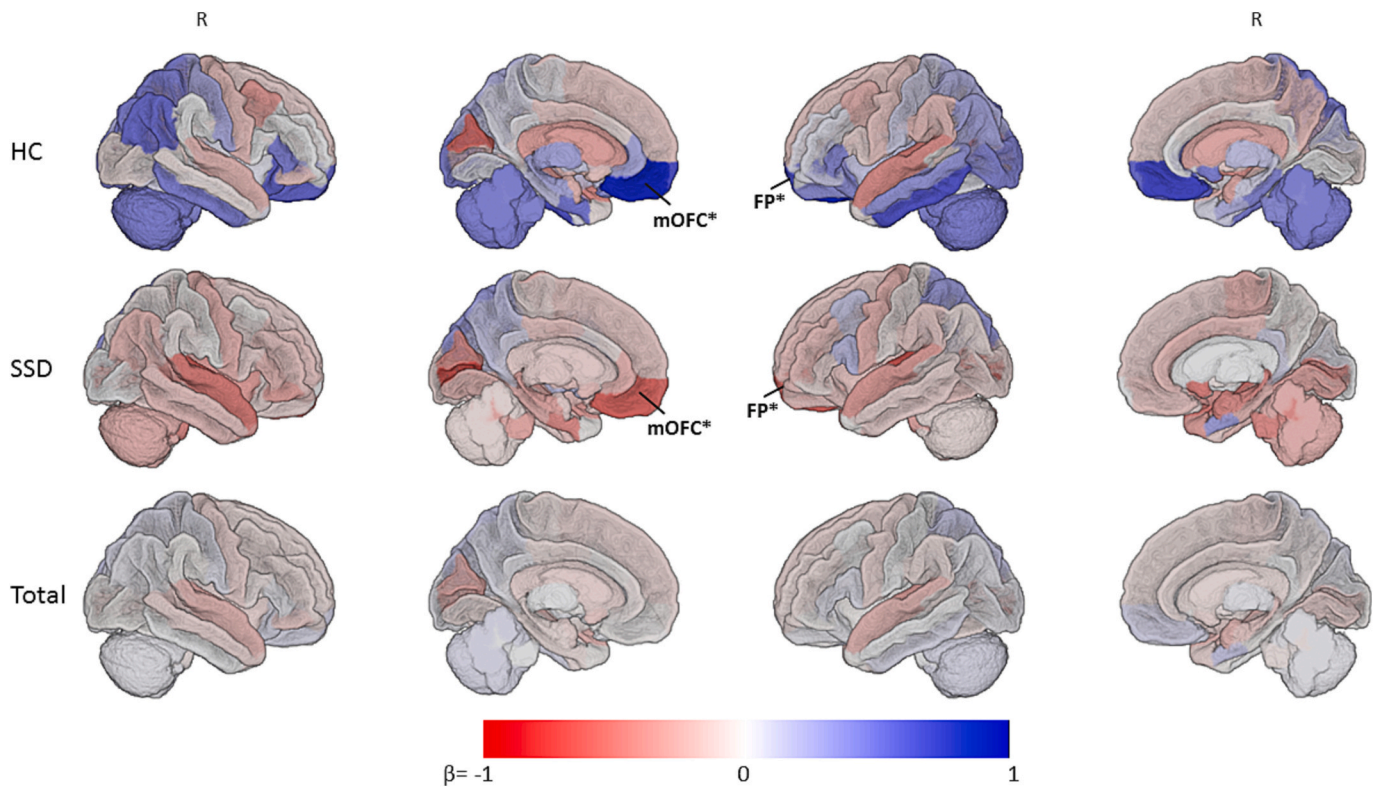 R R
HC
mOFC*
FP*
SSD
mOFC*
FP*
Total
β= -1 0 1